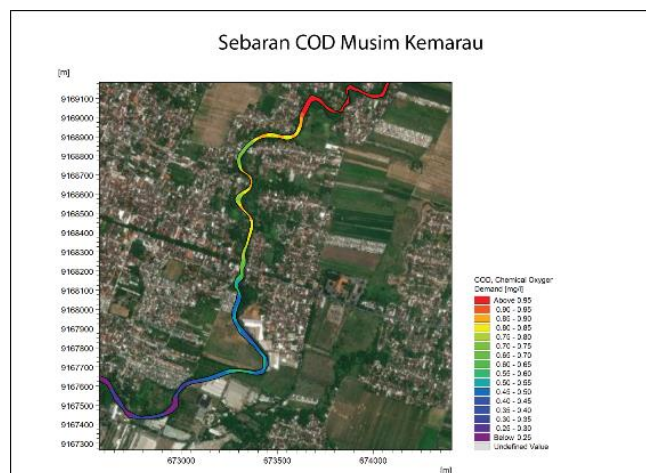 Sebaran COD Musim Kemarau
[m]
9169100
9169000
9168900
9168800
9168700
9168600
9168500
9168400
9168300
9168200
9168100
9168000
9167900
9167800
9167700
9167600
9167500
9167400
9167300
673000
673500
674000
[m]
COD, Chemical Oxyger
Demand [mg/l]
Above 0.95
0.90 - 0.95
0.85 - 0.90
0.80 - 0.85
0.75 - 0.80
0.70 - 0.75
0.65 - 0.70
0.60 - 0.65
0.55 - 0.60
0.50 - 0.55
0.45 - 0.50
0.40 - 0.45
0.35 - 0.40
0.30 - 0.35
0.25 - 0.30
Below 0.25
Undefined Value